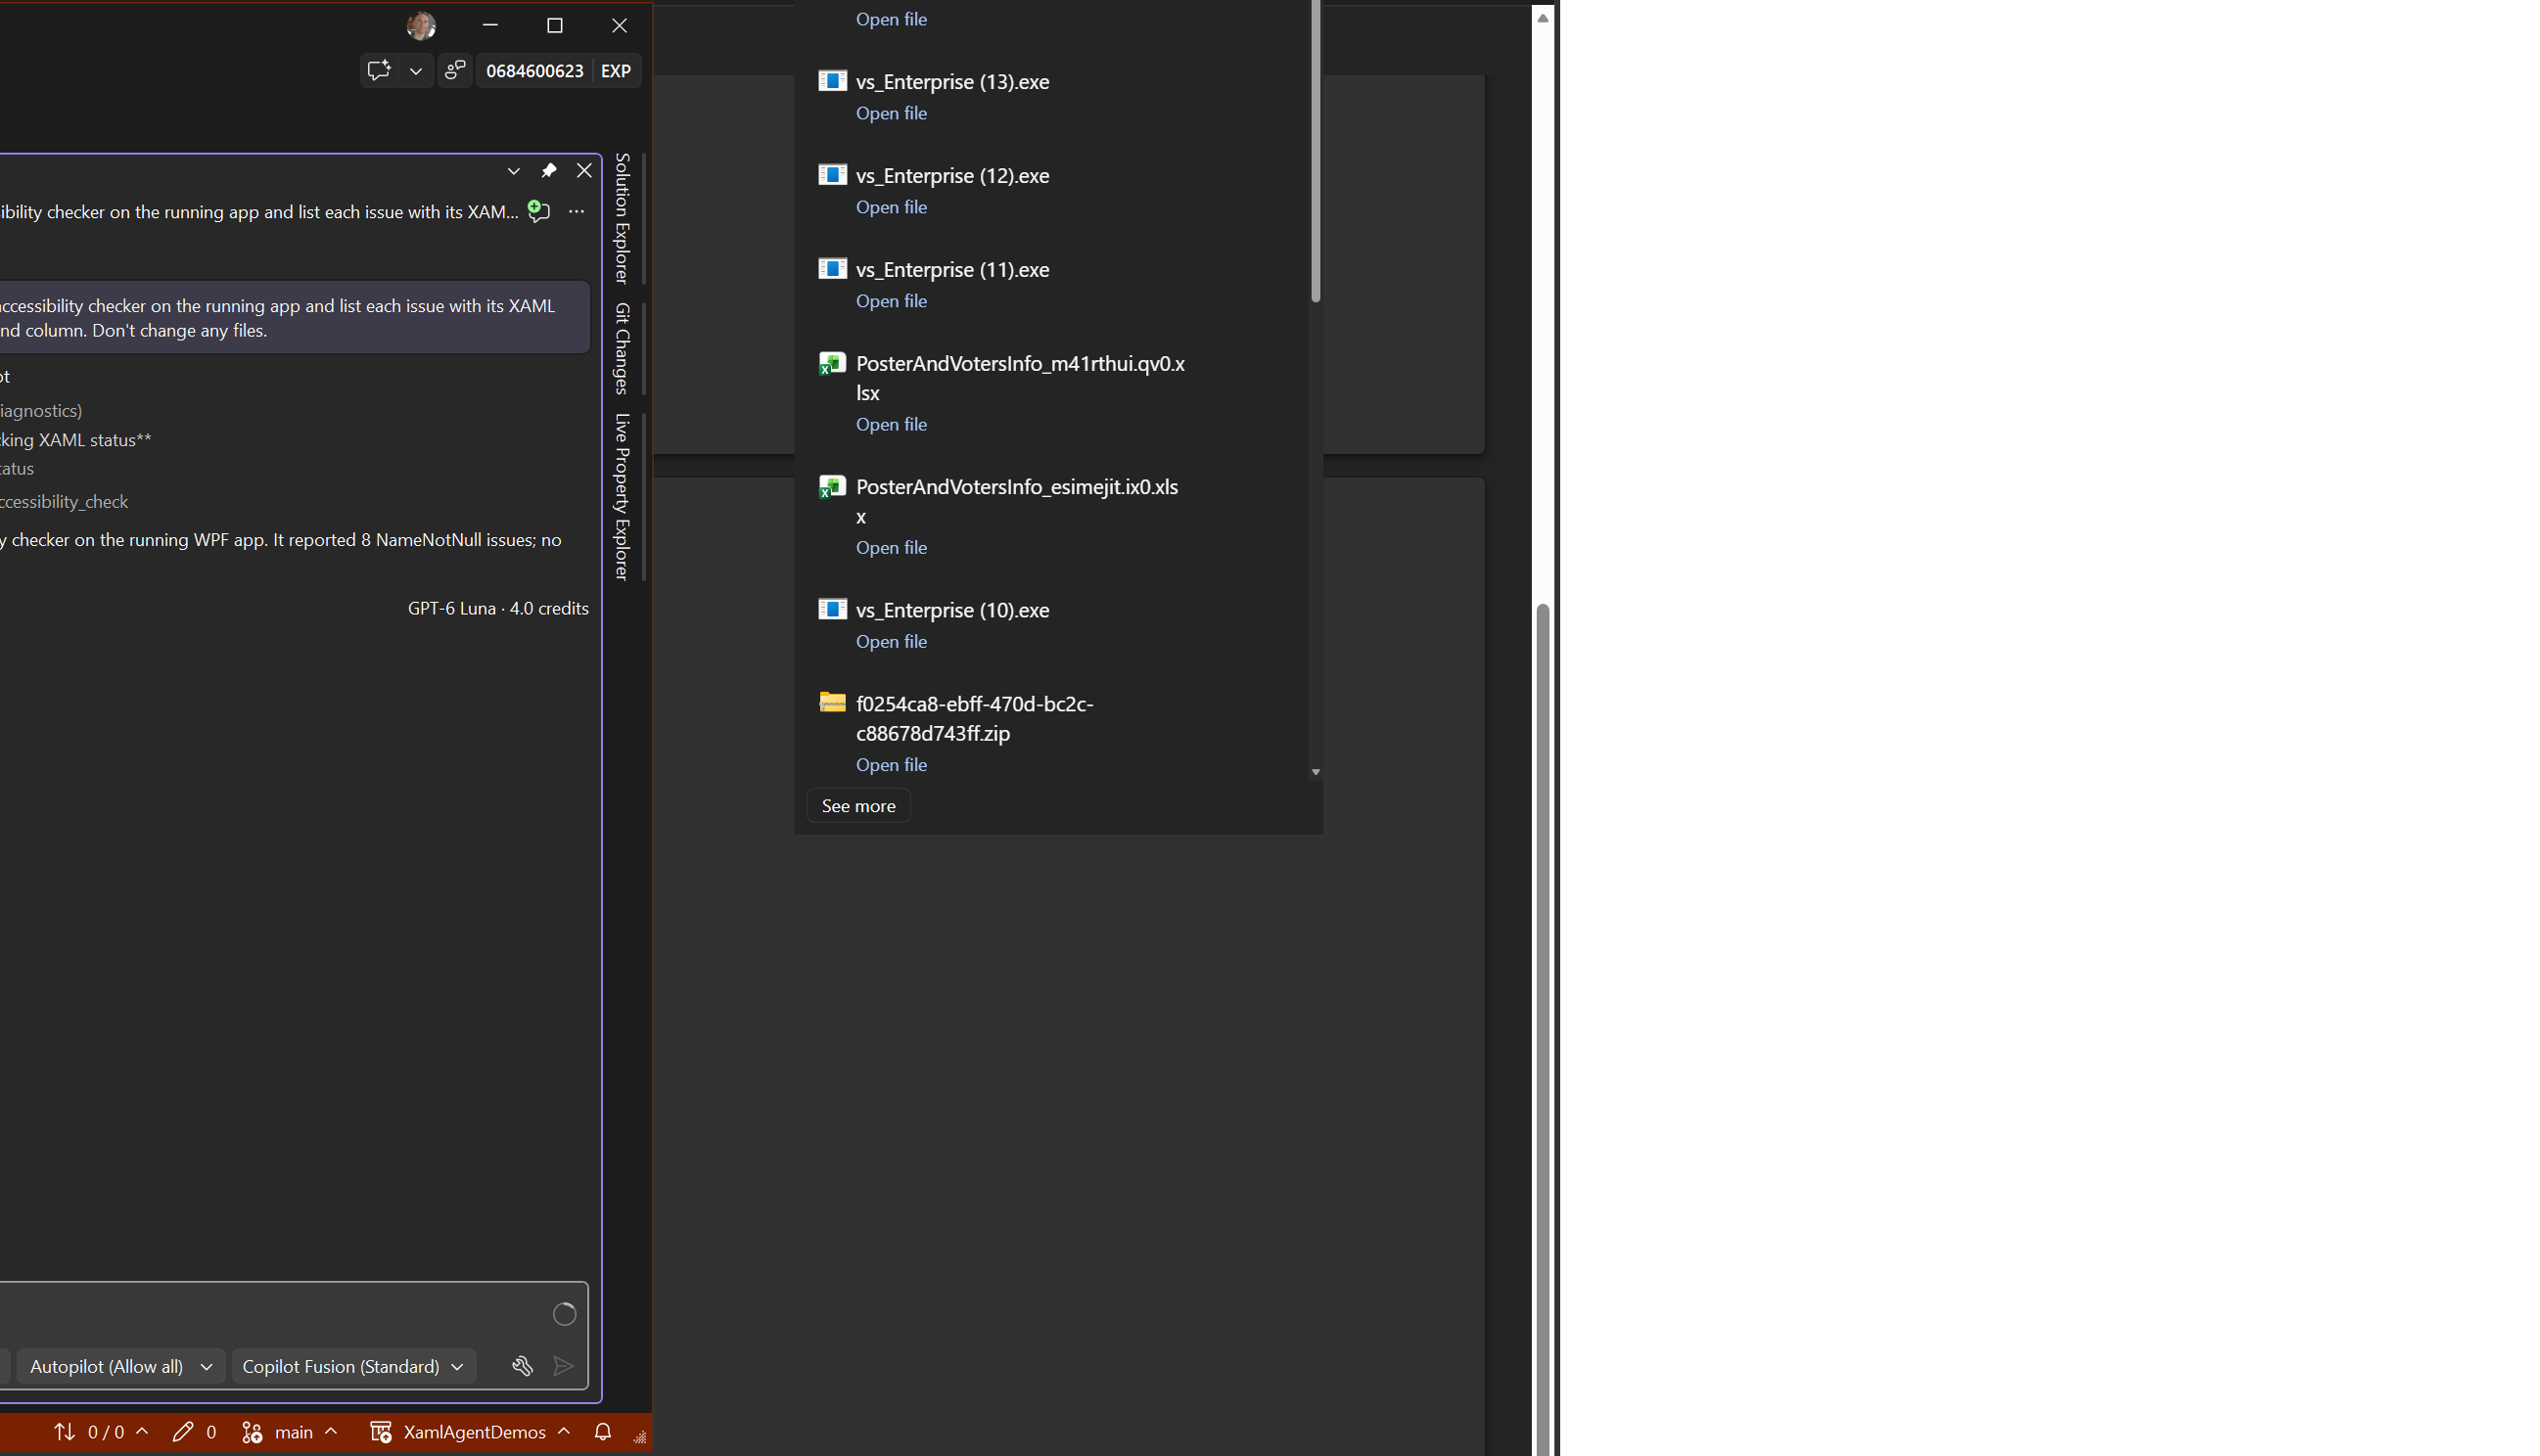 0684600623 EXP
ibility checker on the running app and list each issue with its XAM...
ccessibility checker on the running app and list each issue with its XAML
nd column. Don't change any files.
ot
iagnostics)
king XAML status**
tatus
ccessibility_check
y checker on the running WPF app. It reported 8 NameNotNull issues; no
GPT-6 Luna · 4.0 credits
Autopilot (Allow all)
Copilot Fusion (Standard)
0 / 0
0
main
XamlAgentDemos
Solution Explorer
Git Changes
Live Property Explorer
Open file
vs_Enterprise (13).exe
Open file
vs_Enterprise (12).exe
Open file
vs_Enterprise (11).exe
Open file
PosterAndVotersInfo_m41rthui.qv0.x
lsx
Open file
PosterAndVotersInfo_esimejit.ix0.xls
x
Open file
vs_Enterprise (10).exe
Open file
f0254ca8-ebff-470d-bc2c-
c88678d743ff.zip
Open file
See more